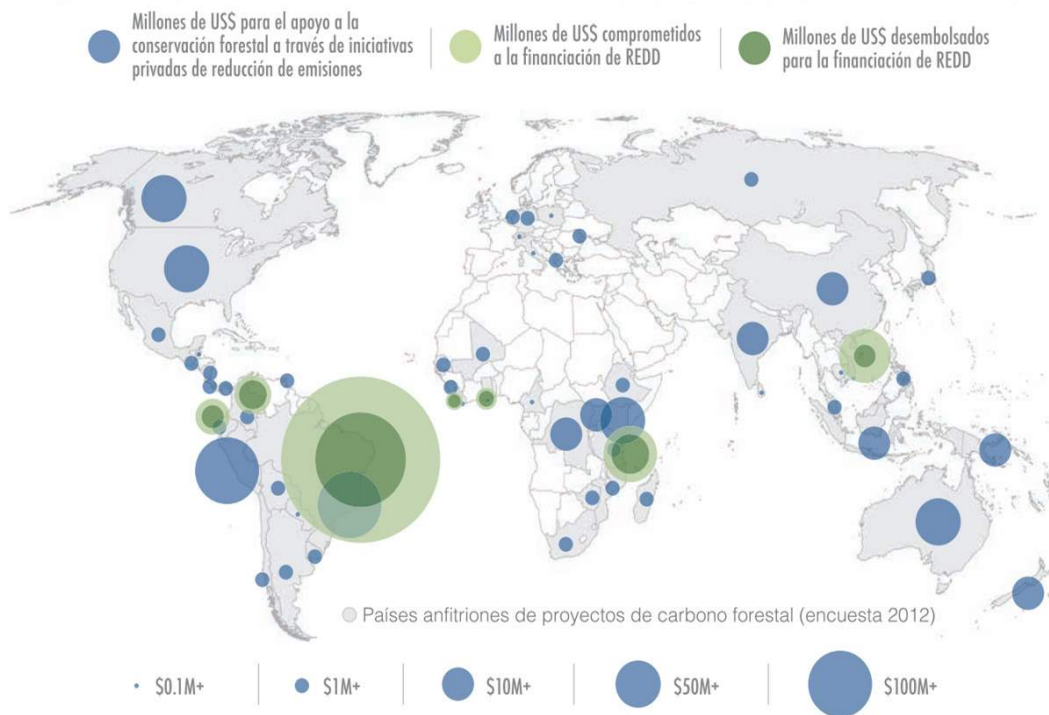 Millones de US$ para el apoyo a la
conservación forestal a través de iniciativas
privadas de reducción de emisiones
Millones de US$ comprometidos
a la financiación de REDD
Millones de US$ desembolsados
para la financiación de REDD
Países anfitriones de proyectos de carbono forestal (encuesta 2012)
$0.1M+
$1M+
$10M+
$50M+
$100M+